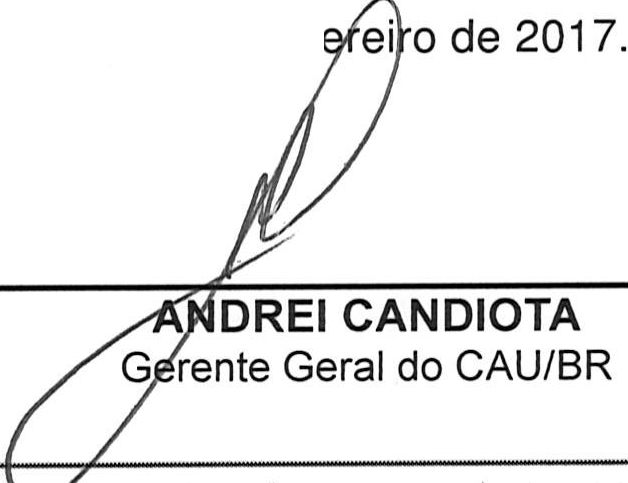 ereiro de 2017.
ANDREI CANDIOTA
Gerente Geral do CAU/BR